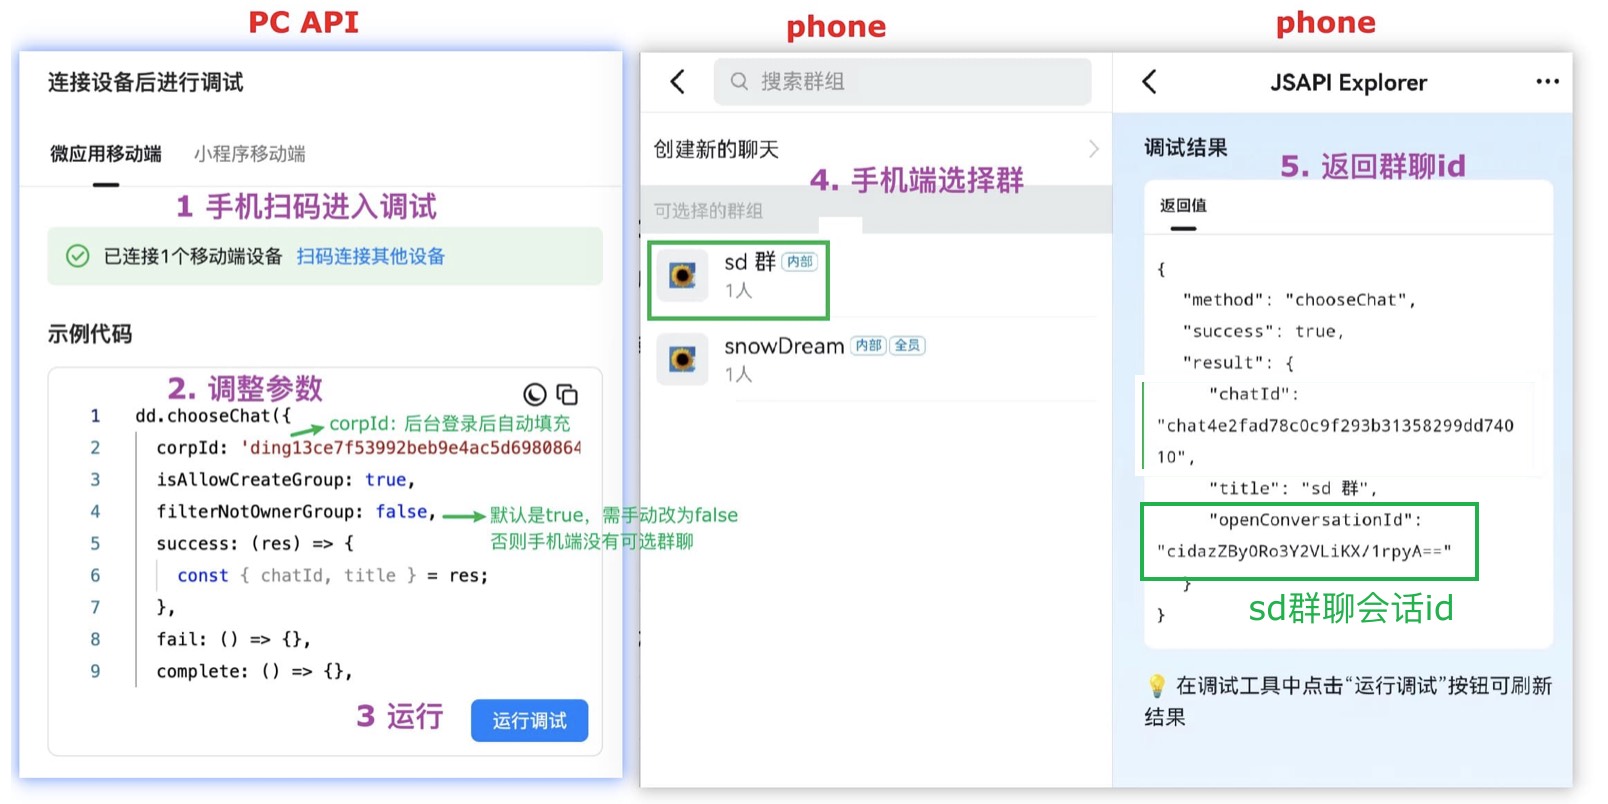 PC API
连接设备后进行调试
微应用移动端 小程序移动端
1 手机扫码进入调试
已连接1个移动端设备 扫码连接其他设备
示例代码
2. 调整参数
1 dd.chooseChat({
corpId: 后台登录后自动填充
2 corpId: 'ding13ce7f53992beb9e4ac5d6980864
3 isAllowCreateGroup: true,
4 filterNotOwnerGroup: false,
默认是true，需手动改为false
否则手机端没有可选群聊
5 success: (res) => {
6 const { chatId, title } = res;
7 },
8 fail: () => {},
9 complete: () => {},
3 运行
运行调试
phone
搜索群组
创建新的聊天
4. 手机端选择群
可选择的群组
sd 群 内部
1人
snowDream 内部 全员
1人
phone
JSAPI Explorer
调试结果
5. 返回群聊id
返回值
{
"method": "chooseChat",
"success": true,
"result": {
"chatId":
"chat4e2fad78c0c9f293b31358299dd740
10",
"title": "sd 群",
"openConversationId":
"cidazZBy0Ro3Y2VLiKX/1rpyA=="
}
sd群聊会话id
}
💡 在调试工具中点击“运行调试”按钮可刷新
结果